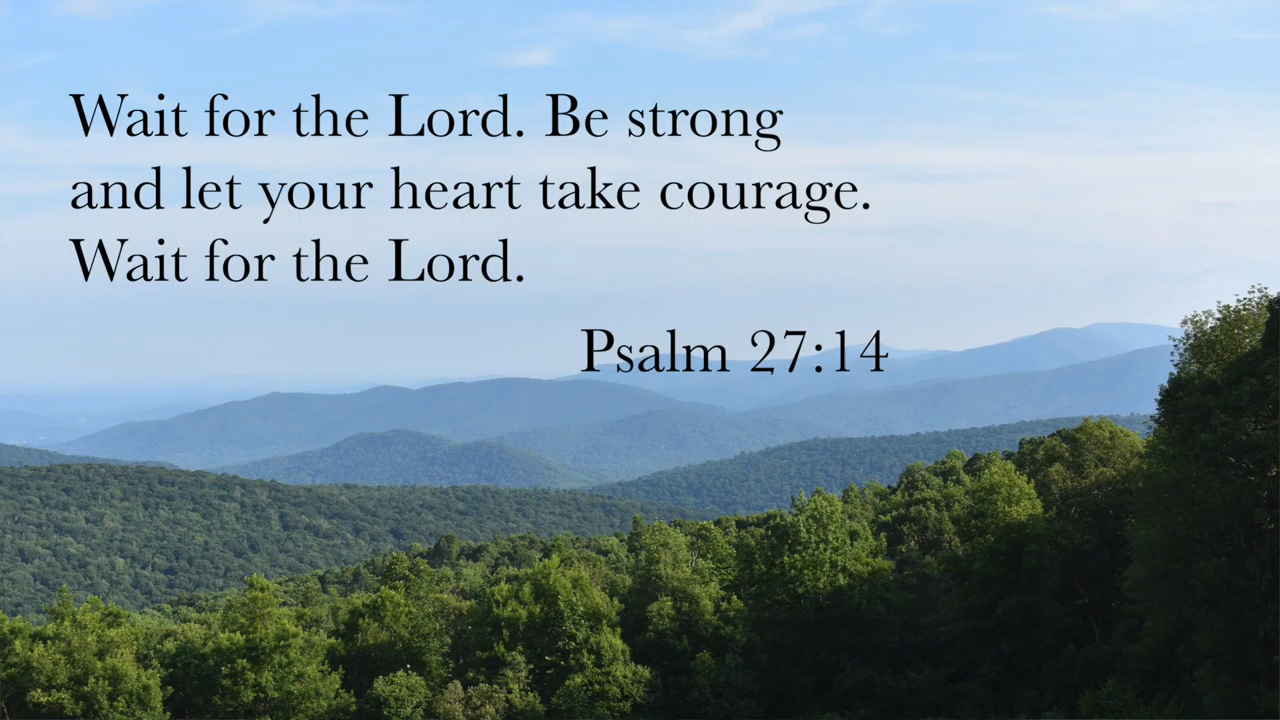 Wait for the Lord. Be strong
and let your heart take courage.
Wait for the Lord.
Psalm 27:14